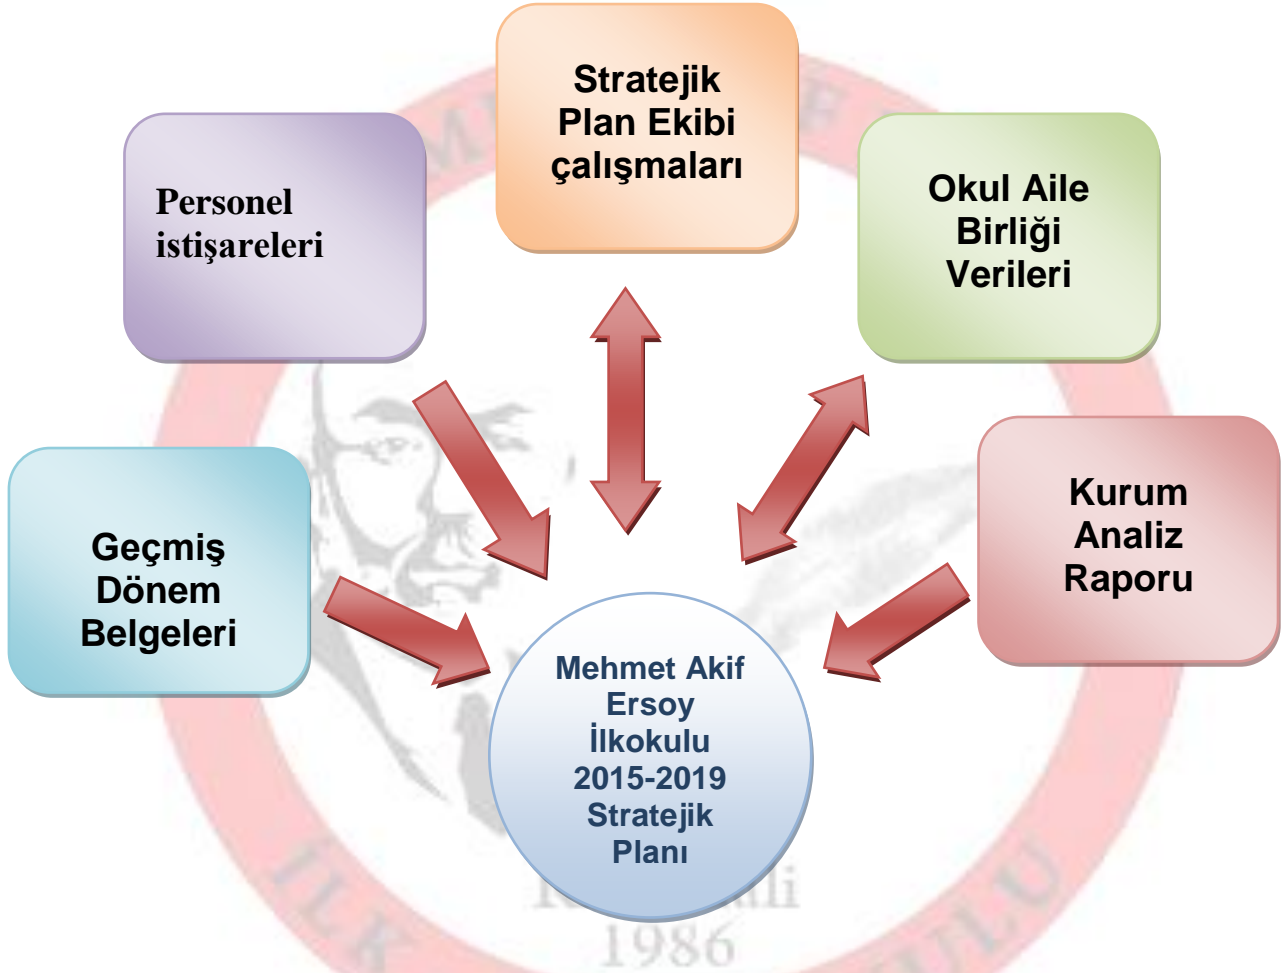 Stratejik
Plan Ekibi
çalışmaları
Personel
istişareleri
Okul Aile
Birliği
Verileri
Geçmiş
Dönem
Belgeleri
Kurum
Analiz
Raporu
Mehmet Akif
Ersoy
İlkokulu
2015-2019
Stratejik
Planı
1986